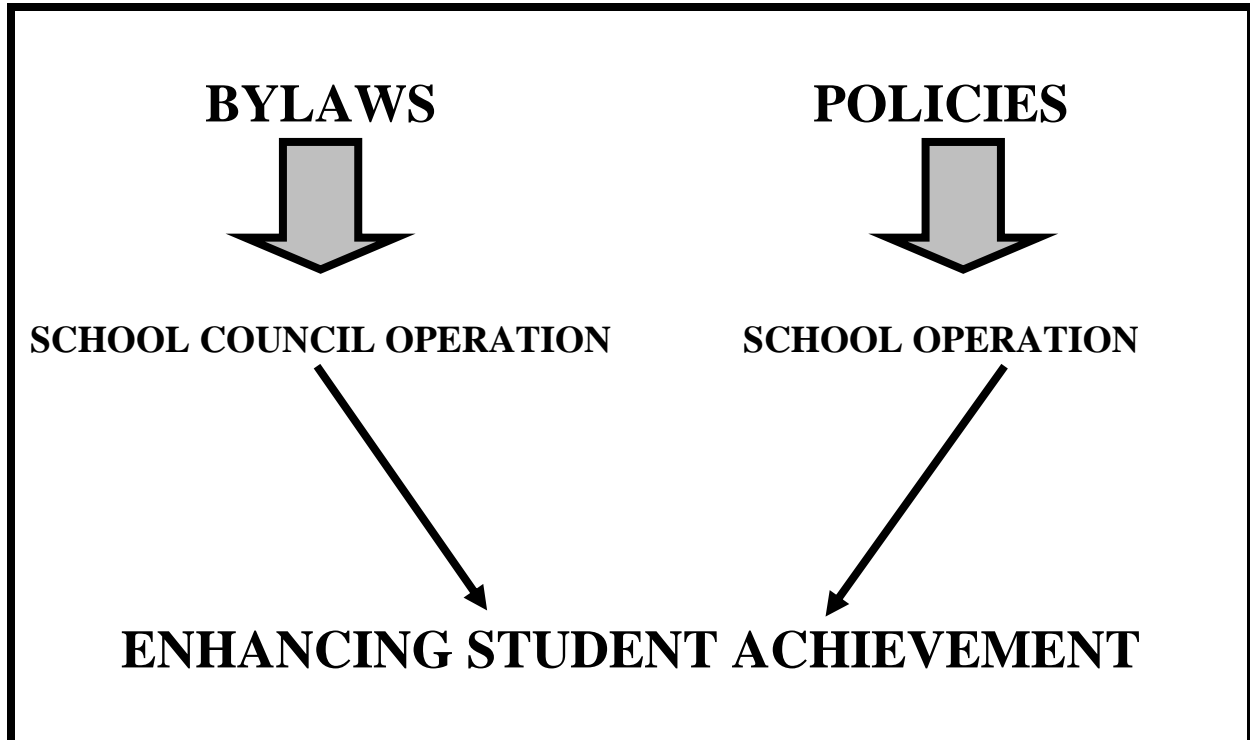 BYLAWS POLICIES
SCHOOL COUNCIL OPERATION SCHOOL OPERATION
ENHANCING STUDENT ACHIEVEMENT